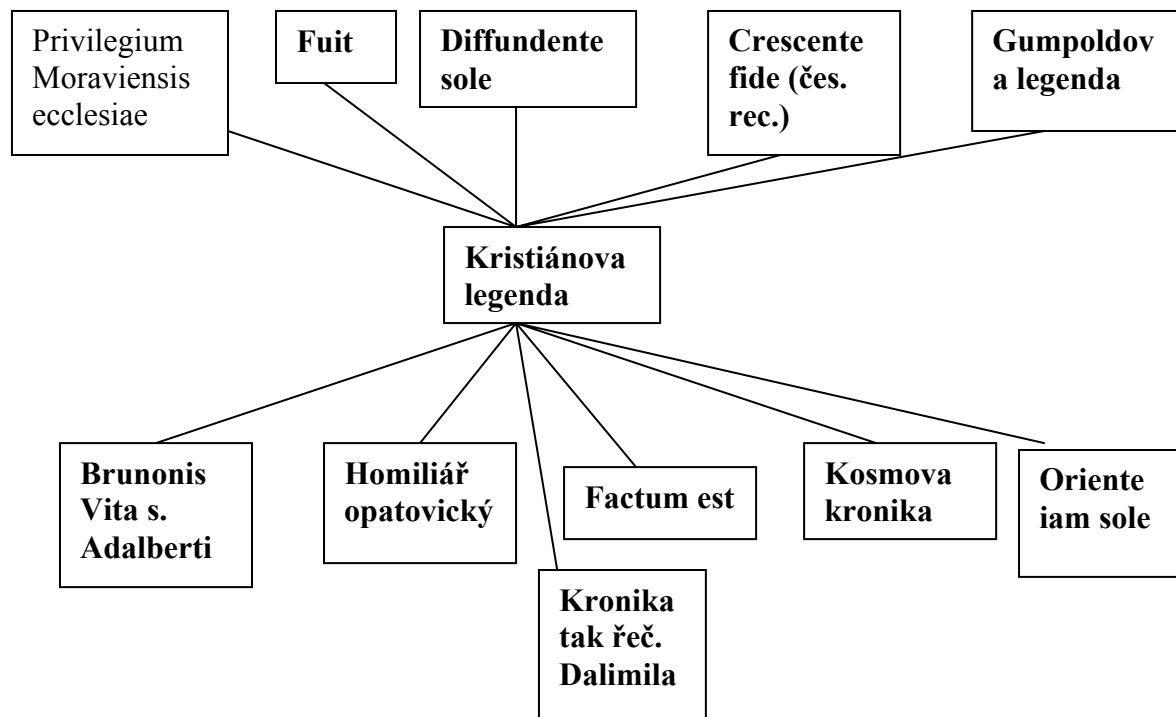 Privilegium
Moraviensis
ecclesiae
Fuit
Diffundente
sole
Crescente
fide (čes.
rec.)
Gumpoldov
a legenda
Kristiánova
legenda
Brunonis
Vita s.
Adalberti
Homiliář
opatovický
Factum est
Kosmova
kronika
Oriente
iam sole
Kronika
tak řeč.
Dalimila